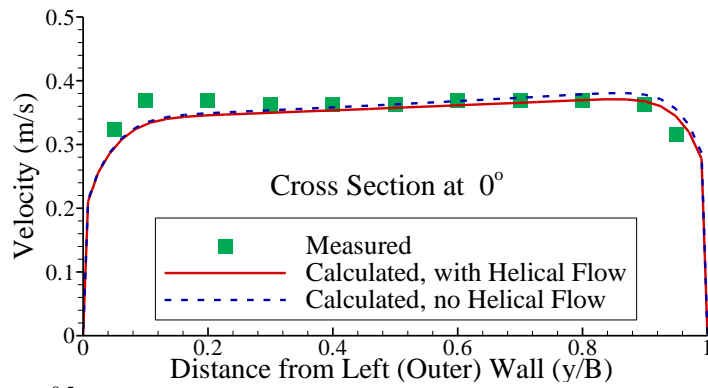 0.5
0.4
0.3
0.2
0.1
0
Velocity (m/s)
Cross Section at 0°
Measured
Calculated, with Helical Flow
Calculated, no Helical Flow
0 0.2 0.4 0.6 0.8 1
Distance from Left (Outer) Wall (y/B)